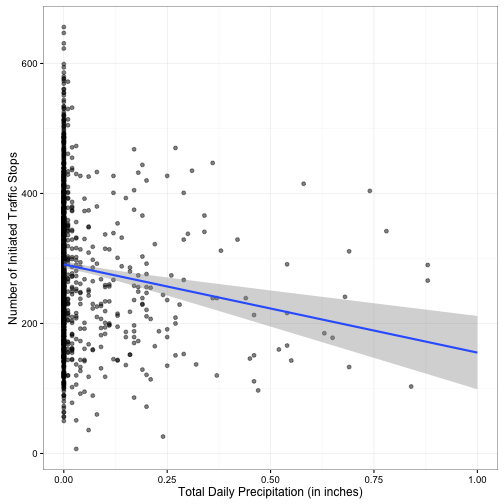 Number of Initiated Traffic Stops
600
400
200
0
0.00 0.25 0.50 0.75 1.00
Total Daily Precipitation (in inches)